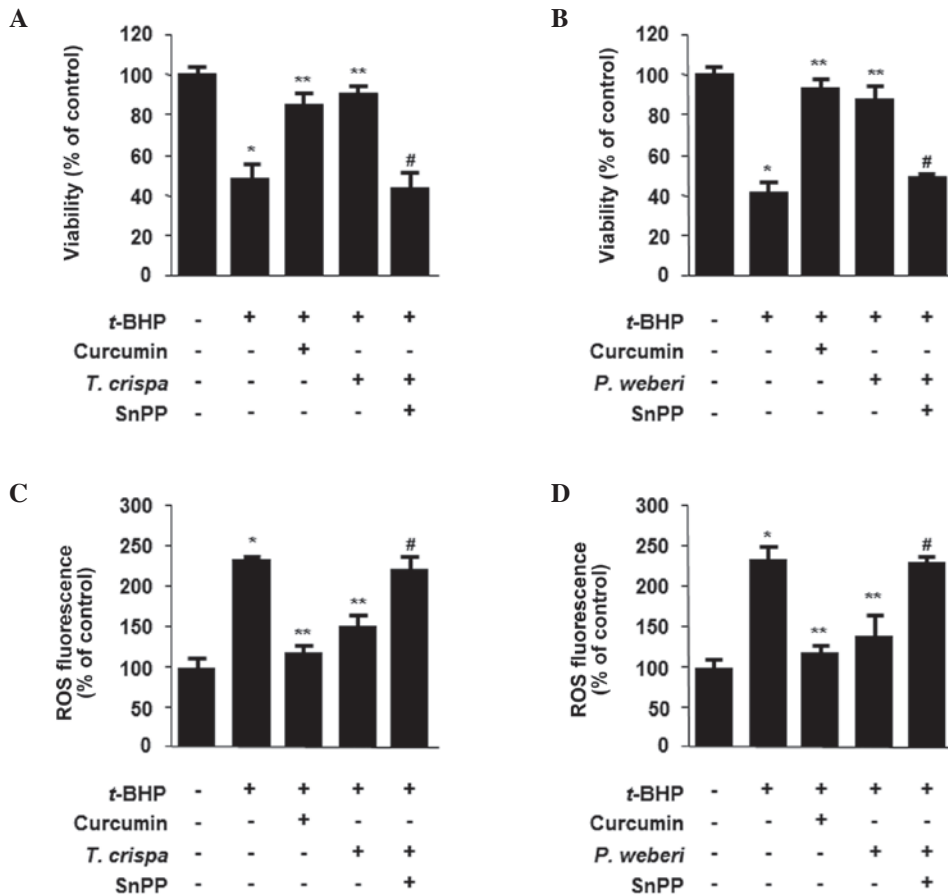 A
Viability (% of control)
120
100
80
60
40
20
0
*
**
**
#
t-BHP - + + + +
Curcumin - - + - -
T. crispa - - - + +
SnPP - - - - +
B
Viability (% of control)
120
100
80
60
40
20
0
*
**
**
#
t-BHP - + + + +
Curcumin - - + - -
P. weberi - - - + +
SnPP - - - - +
C
ROS fluorescence
(% of control)
300
250
250
150
100
50
0
*
**
**
#
t-BHP - + + + +
Curcumin - - + - -
T. crispa - - - + +
SnPP - - - - +
D
ROS fluorescence
(% of control)
300
250
250
150
100
50
0
*
**
**
#
t-BHP - + + + +
Curcumin - - + - -
P. weberi - - - + +
SnPP - - - - +